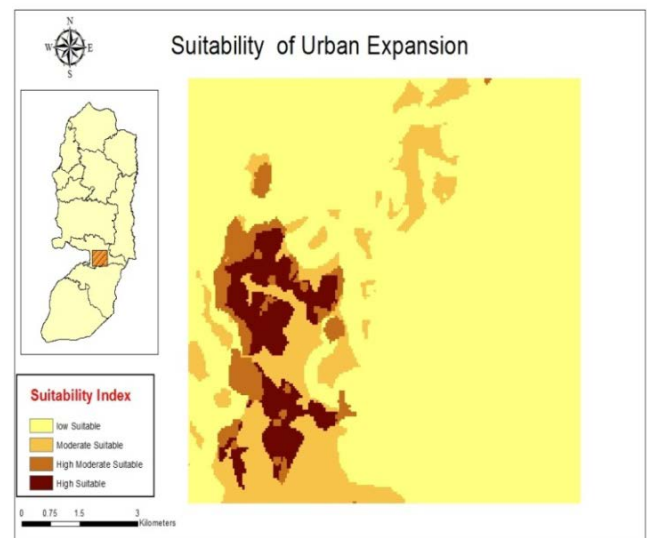 N
W E
S
Suitability of Urban Expansion
Suitability Index
low Suitable
Moderate Suitable
High Moderate Suitable
High Suitable
0 0.75 1.5 3
Kilometers